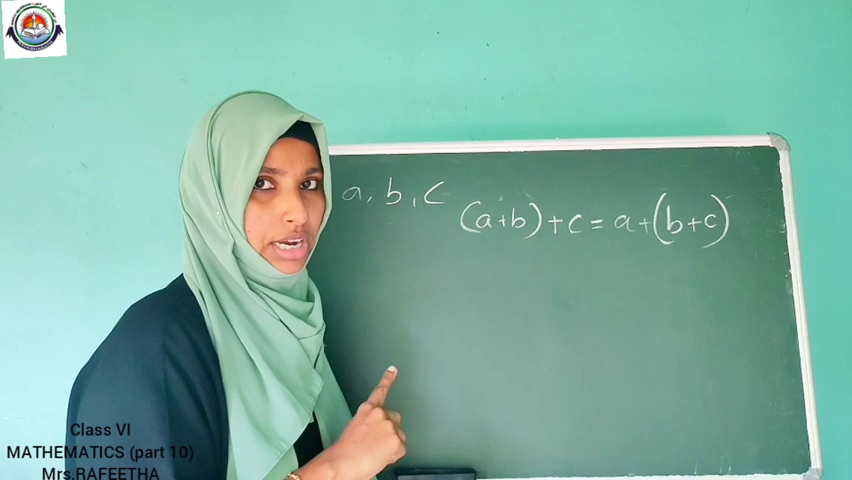 a, b, c
(a+b)+c=a+(b+c)
Class VI
MATHEMATICS (part 10)
Mrs.RAFEETHA